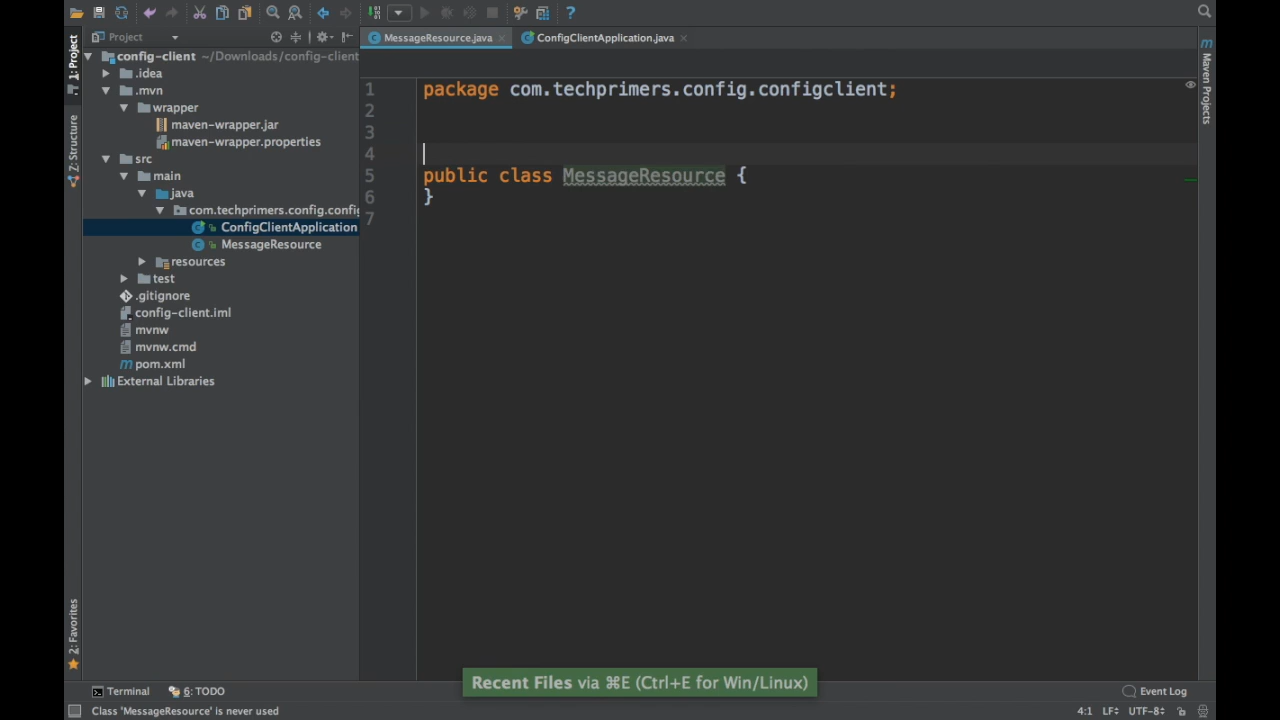 Project
MessageResource.java
ConfigClientApplication.java
1: Project
Z: Structure
2: Favorites
Maven Projects
config-client ~/Downloads/config-client
.idea
.mvn
wrapper
maven-wrapper.jar
maven-wrapper.properties
src
main
java
com.techprimers.config.config
ConfigClientApplication
MessageResource
resources
test
.gitignore
config-client.iml
mvnw
mvnw.cmd
pom.xml
External Libraries
1 package com.techprimers.config.configclient;
2
3
4
5 public class MessageResource {
6 }
7
Recent Files via ⌘E (Ctrl+E for Win/Linux)
Terminal
6: TODO
Event Log
Class 'MessageResource' is never used
4:1 LF UTF-8